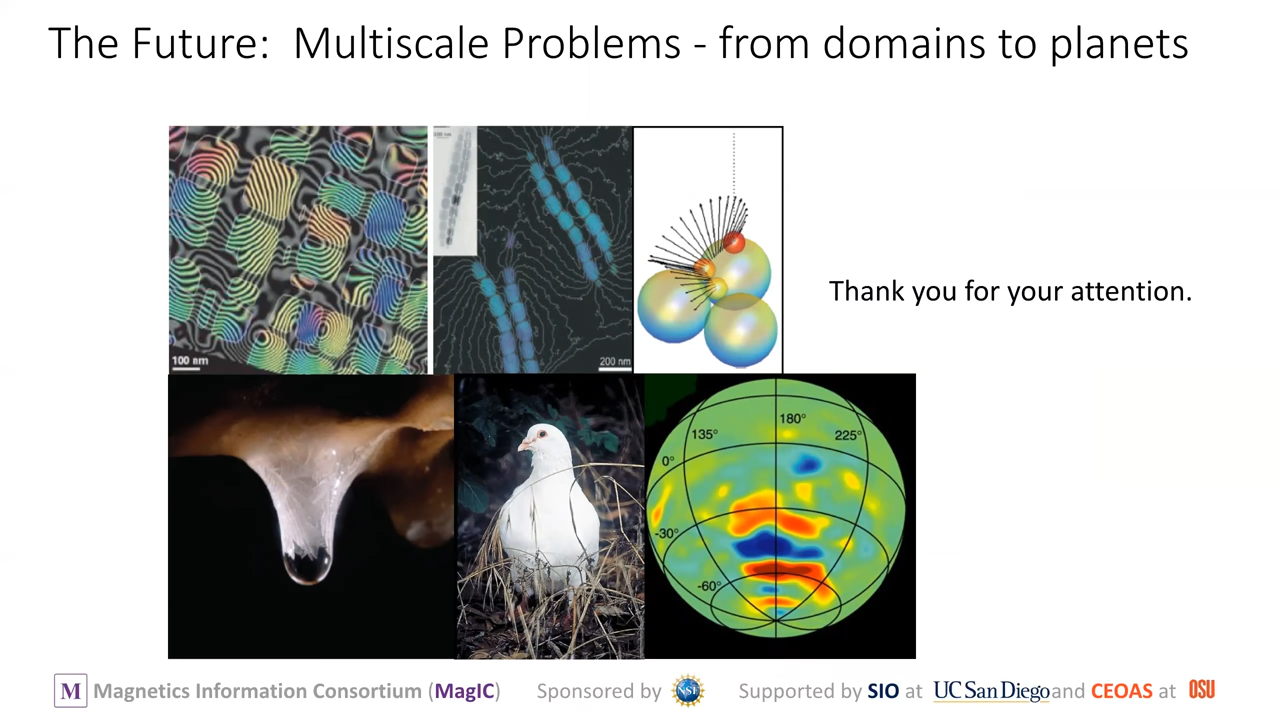 The Future:  Multiscale Problems - from domains to planets
Thank you for your attention.
100 nm
200 nm
180°
135°
225°
0°
-30°
-60°
M Magnetics Information Consortium (MagIC) Sponsored by NSF Supported by SIO at UC San Diego and CEOAS at OSU